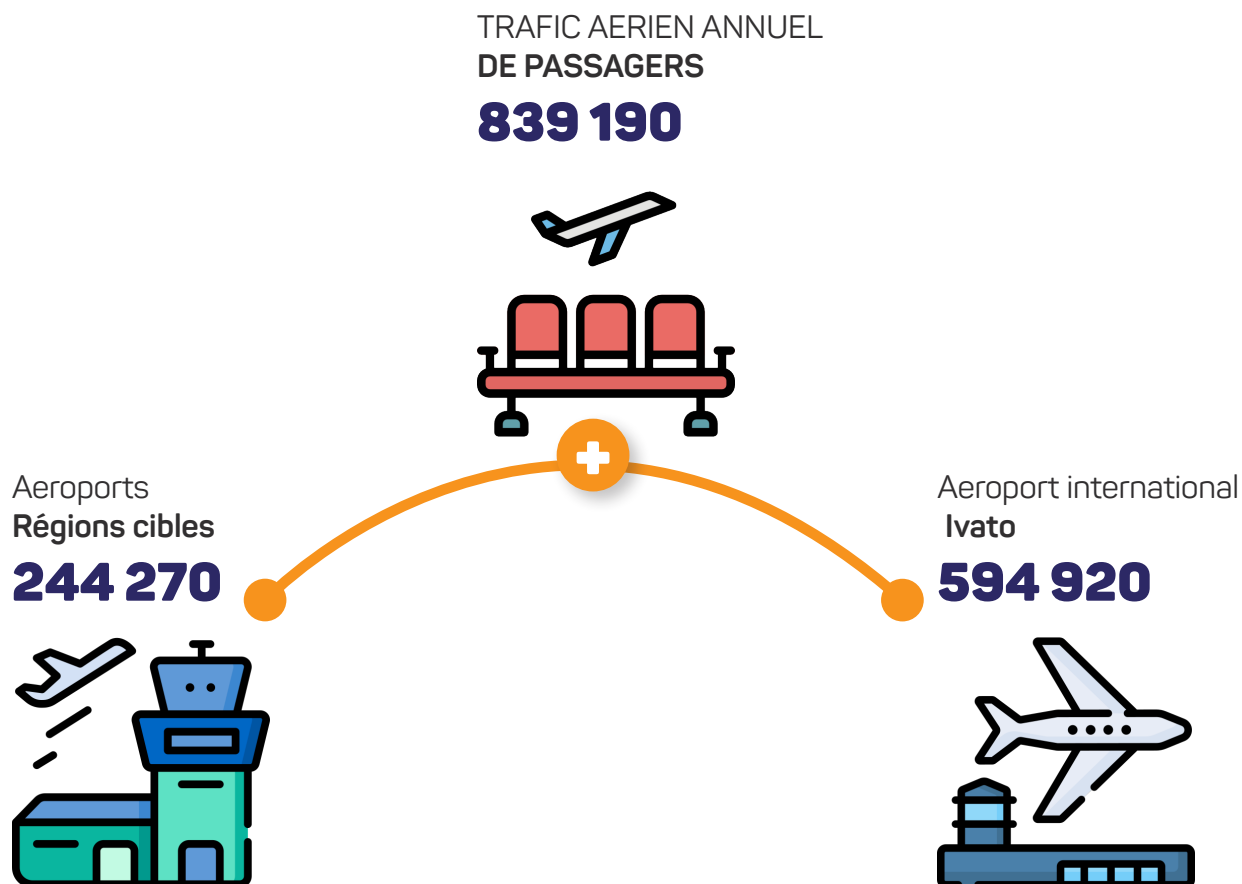 TRAFIC AERIEN ANNUEL
DE PASSAGERS
839 190
Aeroports
Régions cibles
244 270
Aeroport international
Ivato
594 920